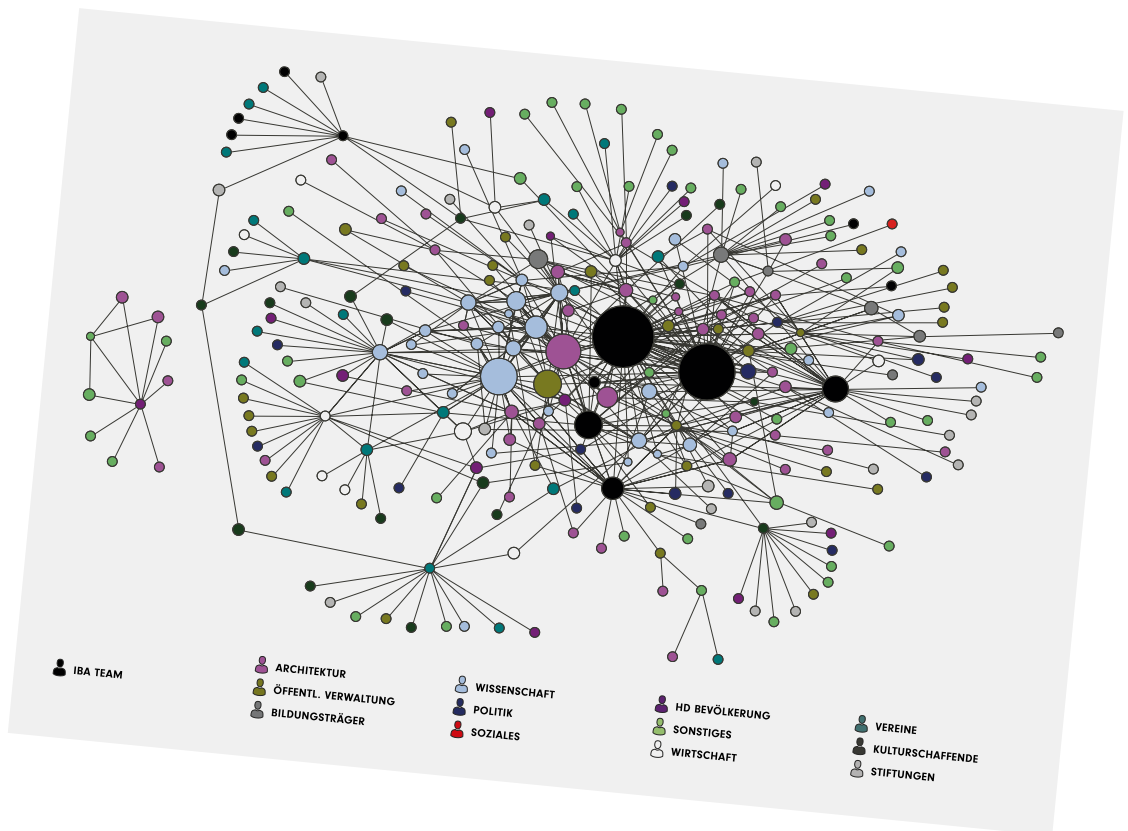 IBA TEAM
ARCHITEKTUR
ÖFFENTL. VERWALTUNG
BILDUNGSTRÄGER
WISSENSCHAFT
POLITIK
SOZIALES
HD BEVÖLKERUNG
SONSTIGES
WIRTSCHAFT
VEREINE
KULTURSCHAFFENDE
STIFTUNGEN